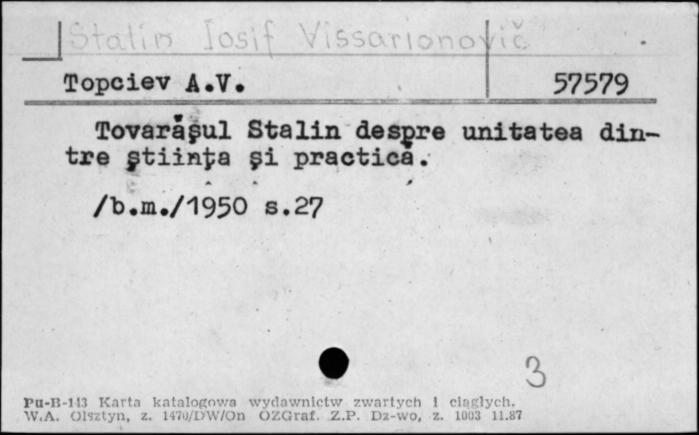 Stalin Iosif Vissarionovič
Topciev A.V. 57579
Tovarăşul Stalin despre unitatea din-
tre ştiinţa şi practică.
/b.m./1950 s.27
3
Pu-B-143 Karta katalogowa wydawnictw zwartych i ciągłych.
W.A. Olsztyn, z. 1470/DW/On OZGraf. Z.P. Dz-wo, z. 1003 11.87